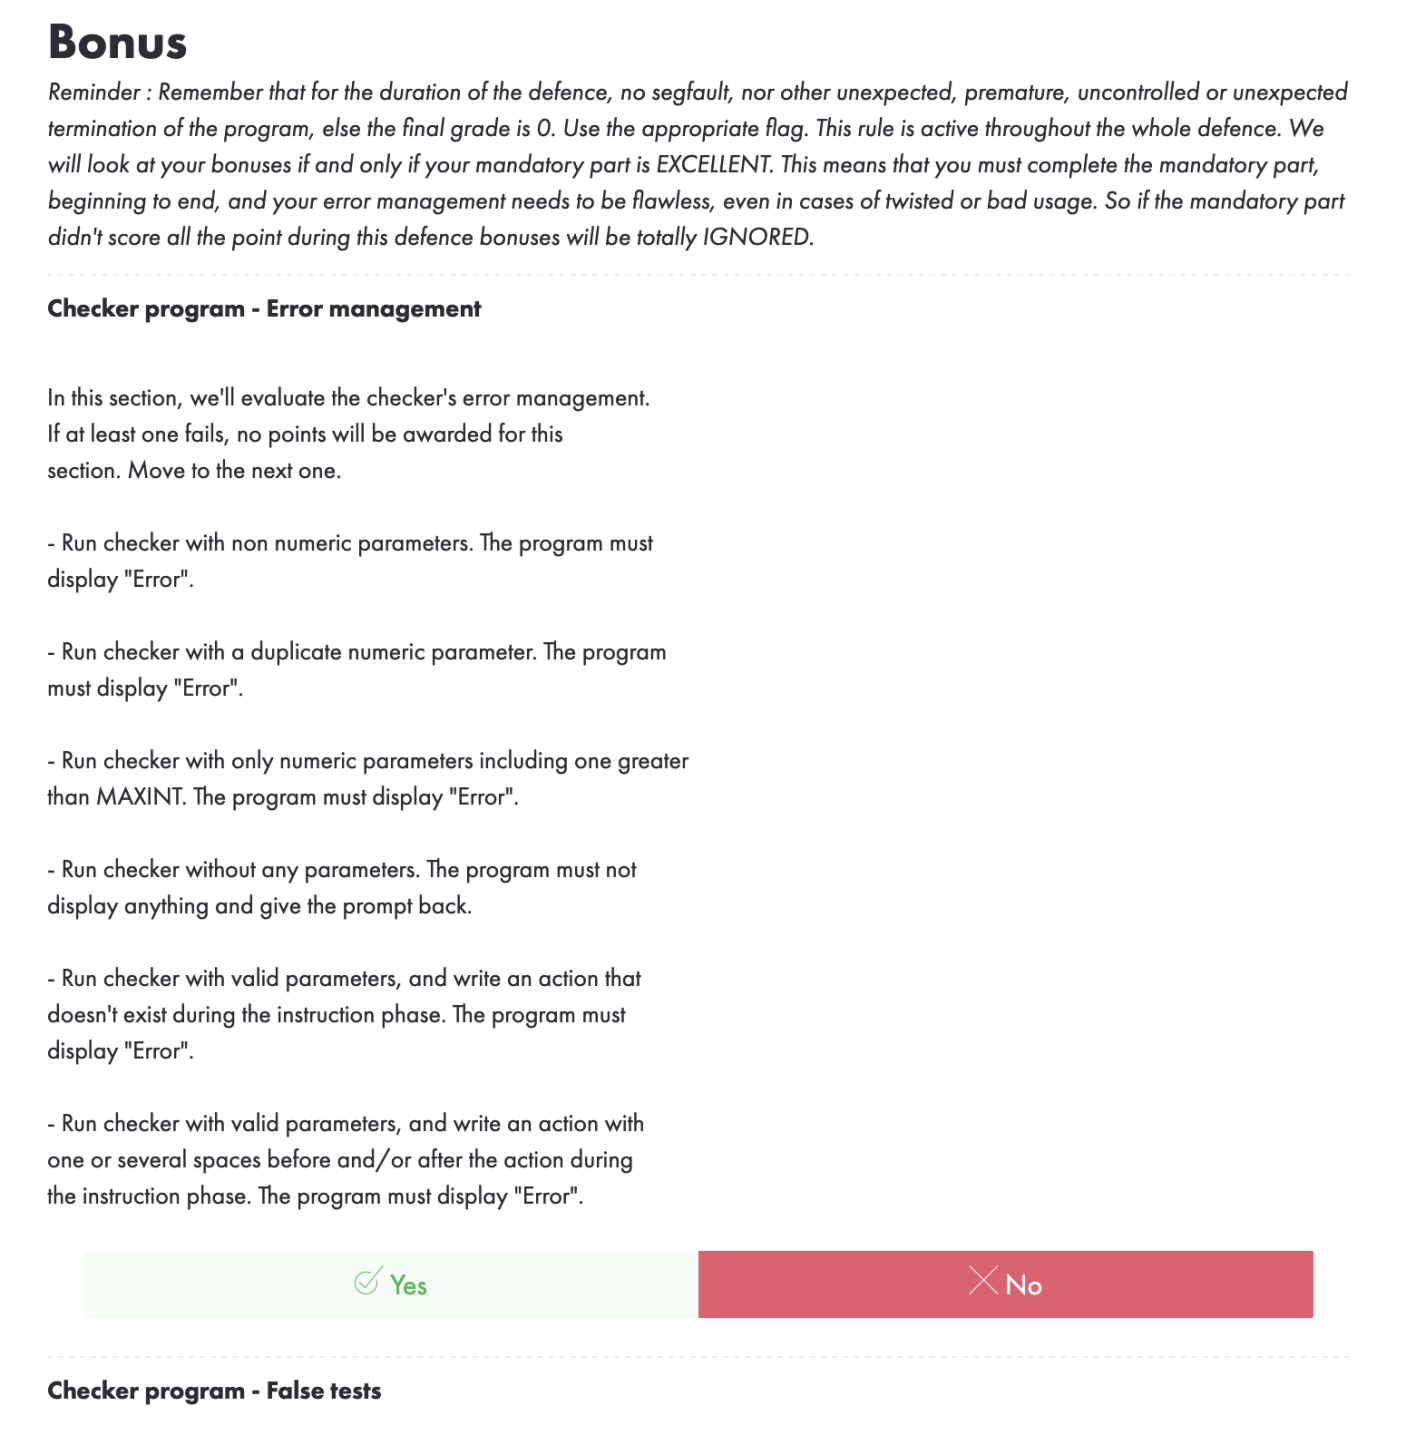 Bonus
Reminder : Remember that for the duration of the defence, no segfault, nor other unexpected, premature, uncontrolled or unexpected
termination of the program, else the final grade is 0. Use the appropriate flag. This rule is active throughout the whole defence. We
will look at your bonuses if and only if your mandatory part is EXCELLENT. This means that you must complete the mandatory part,
beginning to end, and your error management needs to be flawless, even in cases of twisted or bad usage. So if the mandatory part
didn't score all the point during this defence bonuses will be totally IGNORED.
Checker program - Error management
In this section, we'll evaluate the checker's error management.
If at least one fails, no points will be awarded for this
section. Move to the next one.
- Run checker with non numeric parameters. The program must
display "Error".
- Run checker with a duplicate numeric parameter. The program
must display "Error".
- Run checker with only numeric parameters including one greater
than MAXINT. The program must display "Error".
- Run checker without any parameters. The program must not
display anything and give the prompt back.
- Run checker with valid parameters, and write an action that
doesn't exist during the instruction phase. The program must
display "Error".
- Run checker with valid parameters, and write an action with
one or several spaces before and/or after the action during
the instruction phase. The program must display "Error".
Yes
No
Checker program - False tests